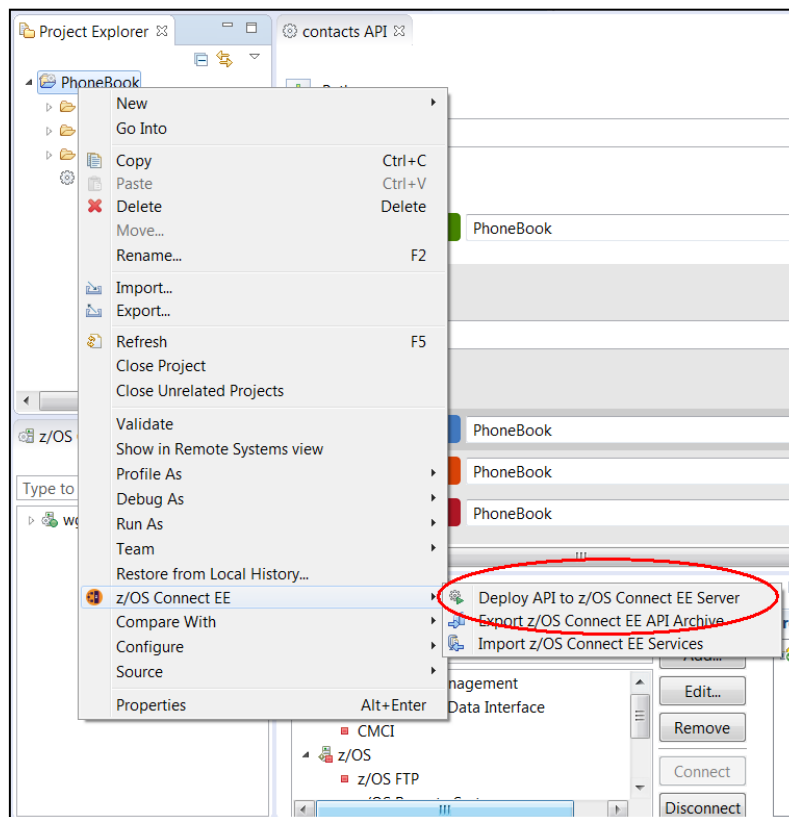 Project Explorer
contacts API
PhoneBook
New
Go Into
Copy Ctrl+C
Paste Ctrl+V
Delete Delete
Move...
Rename... F2
PhoneBook
Import...
Export...
Refresh F5
Close Project
Close Unrelated Projects
Validate
z/OS
PhoneBook
Show in Remote Systems view
Profile As
PhoneBook
Type to
Debug As
PhoneBook
Run As
Team
Restore from Local History...
z/OS Connect EE
Deploy API to z/OS Connect EE Server
Compare With
Export z/OS Connect EE API Archive
Configure
Import z/OS Connect EE Services
Source
Add...
nagement
Edit...
Properties Alt+Enter
Data Interface
CMCI
Remove
z/OS
z/OS FTP
Connect
Disconnect